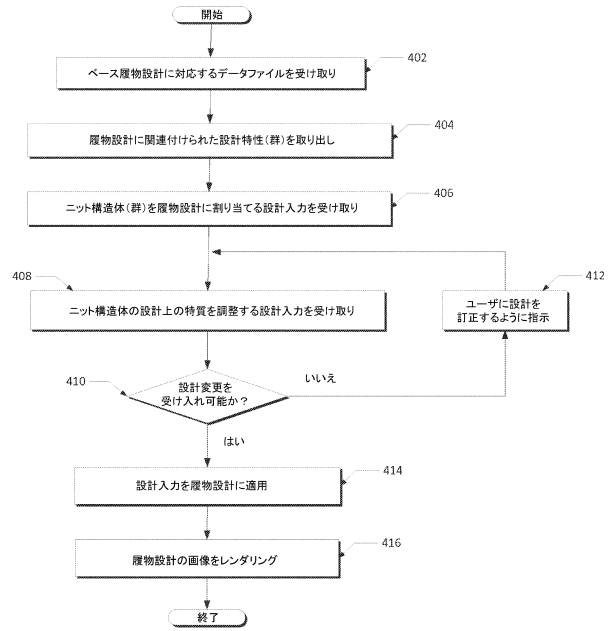 開始
ベース履物設計に対応するデータファイルを受け取り
402
履物設計に関連付けられた設計特性(群)を取り出し
404
ニット構造体(群)を履物設計に割り当てる設計入力を受け取り
406
408
ニット構造体の設計上の特質を調整する設計入力を受け取り
412
ユーザに設計を
訂正するように指示
410
設計変更を
受け入れ可能か?
いいえ
はい
設計入力を履物設計に適用
414
履物設計の画像をレンダリング
416
終了